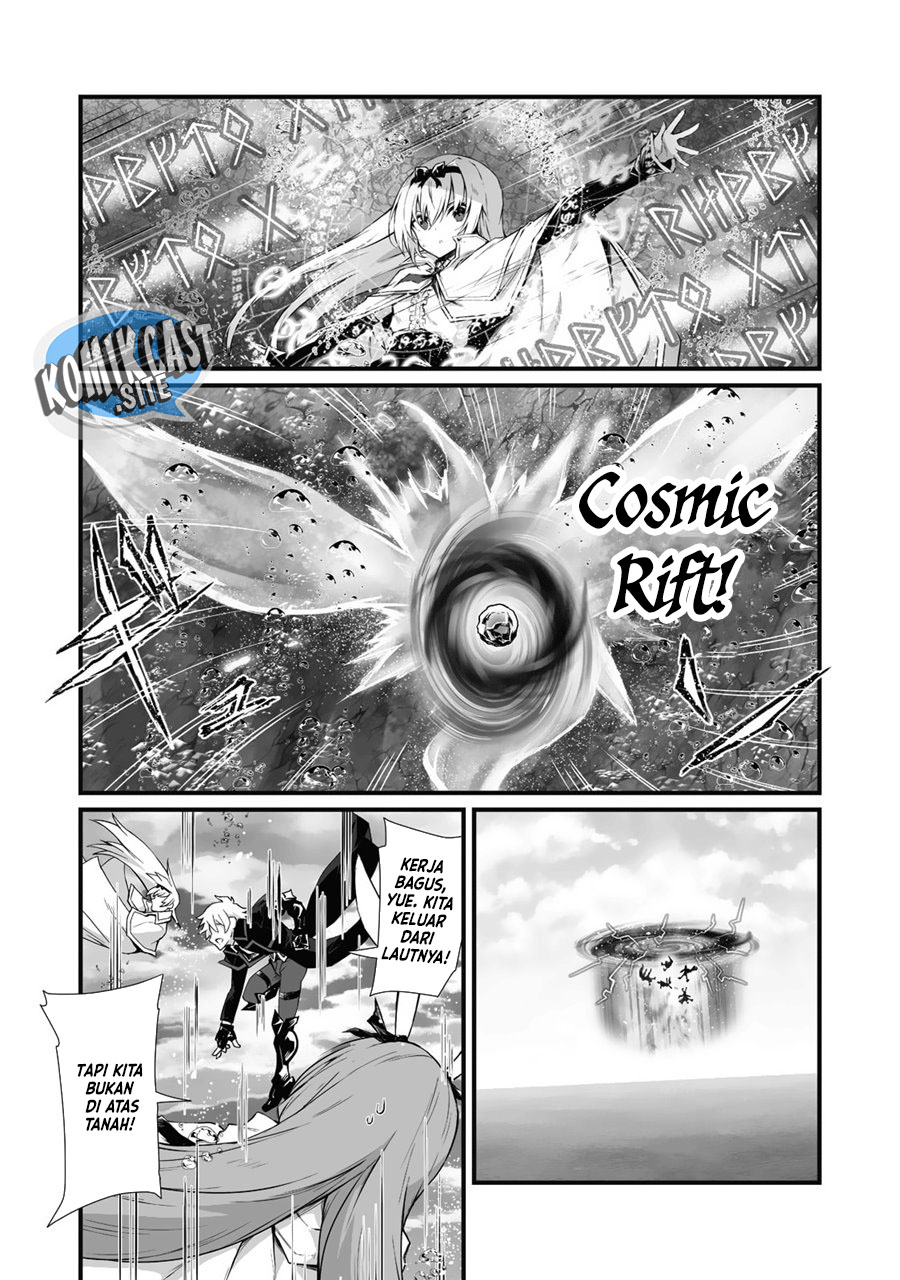 KOMIKCAST
.SITE
Cosmic
Rift!
KERJA
BAGUS,
YUE. KITA
KELUAR
DARI
LAUTNYA!
TAPI KITA
BUKAN
DI ATAS
TANAH!